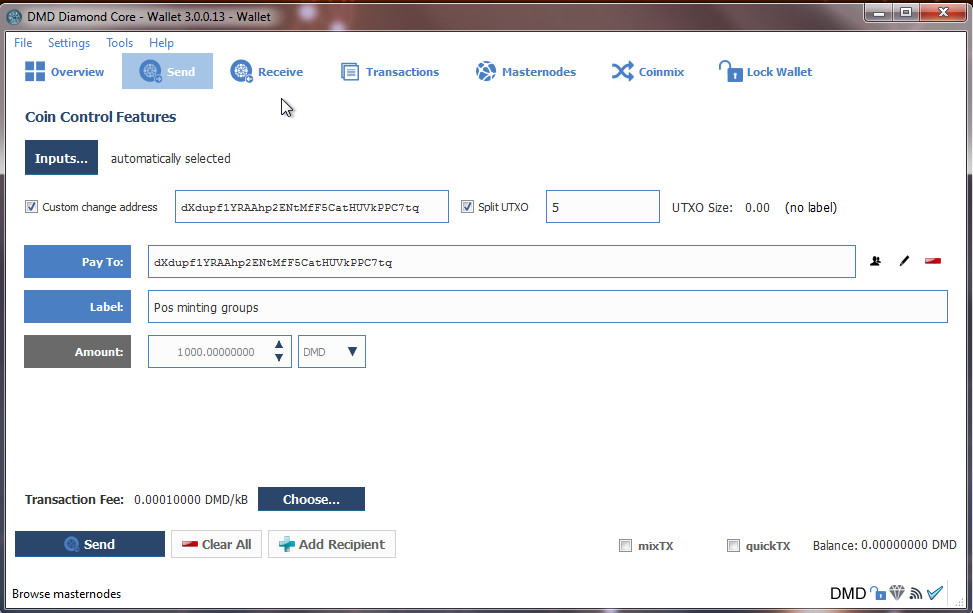 DMD Diamond Core - Wallet 3.0.0.13 - Wallet
File Settings Tools Help
Overview Send Receive Transactions Masternodes Coinmix Lock Wallet
Coin Control Features
Inputs... automatically selected
Custom change address dXdupf1YRAAhp2ENtMfF5CatHUVkPPC7tq Split UTXO 5 UTXO Size: 0.00 (no label)
Pay To: dXdupf1YRAAhp2ENtMfF5CatHUVkPPC7tq
Label: Pos minting groups
Amount: 1000.00000000 DMD
Transaction Fee: 0.00010000 DMD/kB Choose...
Send Clear All Add Recipient mixTX quickTX Balance: 0.00000000 DMD
Browse masternodes DMD